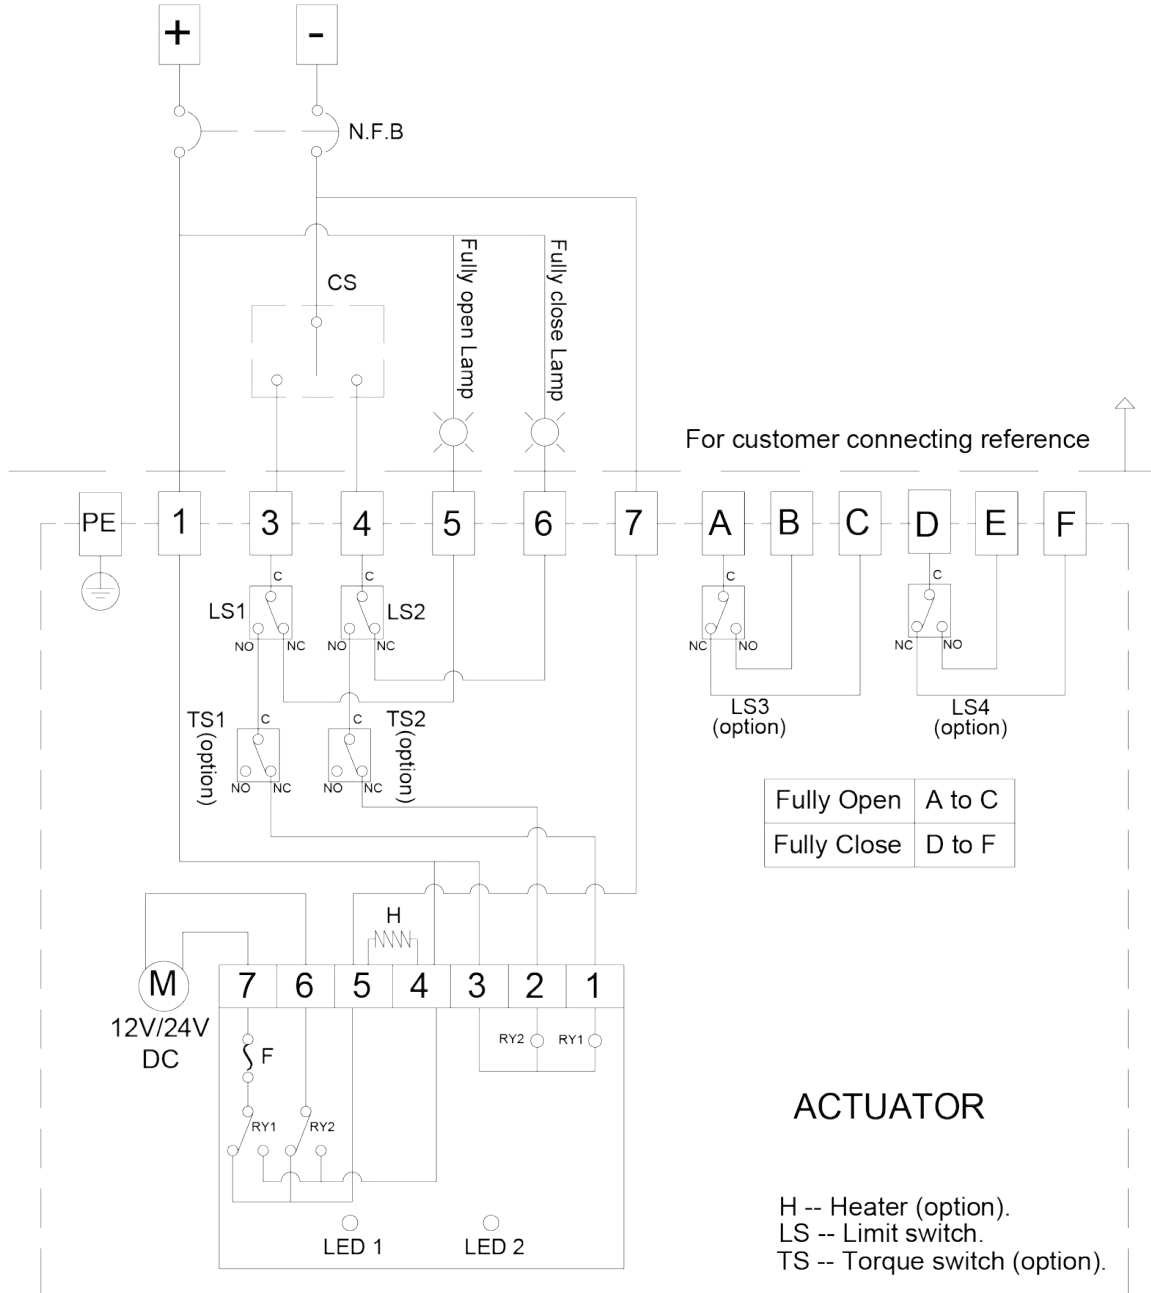 + -
N.F.B
CS
Fully open Lamp
Fully close Lamp
For customer connecting reference
PE 1 3 4 5 6 7 A B C D E F
C C C C
LS1 LS2
NO NC NO NC NC NO NC NO
LS3
(option)
LS4
(option)
TS1
(option)
C
C
TS2
(option)
NO NC NO NC
Fully Open A to C
Fully Close D to F
H
M
12V/24V
DC
7 6 5 4 3 2 1
RY2 RY1
F
RY1 RY2
LED 1 LED 2
ACTUATOR
H -- Heater (option).
LS -- Limit switch.
TS -- Torque switch (option).